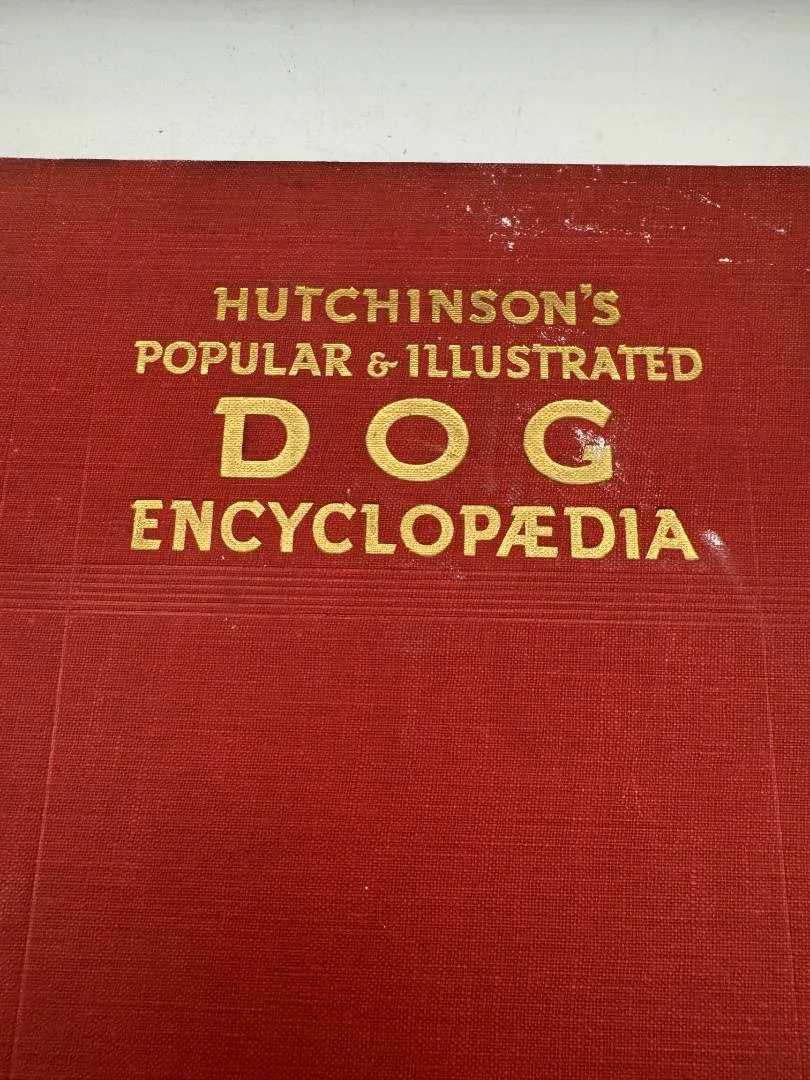 HUTCHINSON'S
POPULAR & ILLUSTRATED
DOG
ENCYCLOPÆDIA